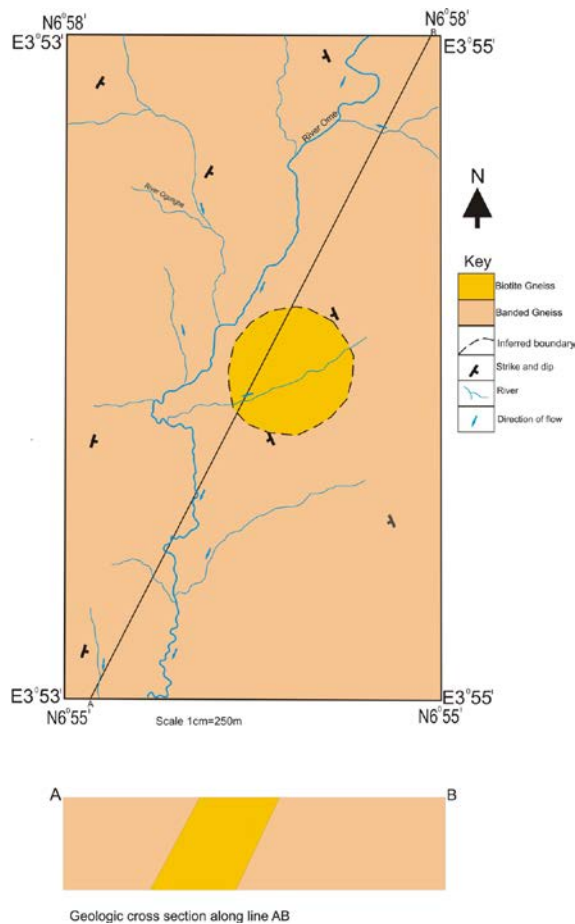 N6°58' N6°58'
E3°53' B E3°55'
River Ome
River Ogungbe
N
Key
Biotite Gneiss
Banded Gneiss
Inferred boundary
Strike and dip
River
Direction of flow
E3°53' A E3°55'
N6°55' N6°55'
Scale 1cm=250m
A B
Geologic cross section along line AB